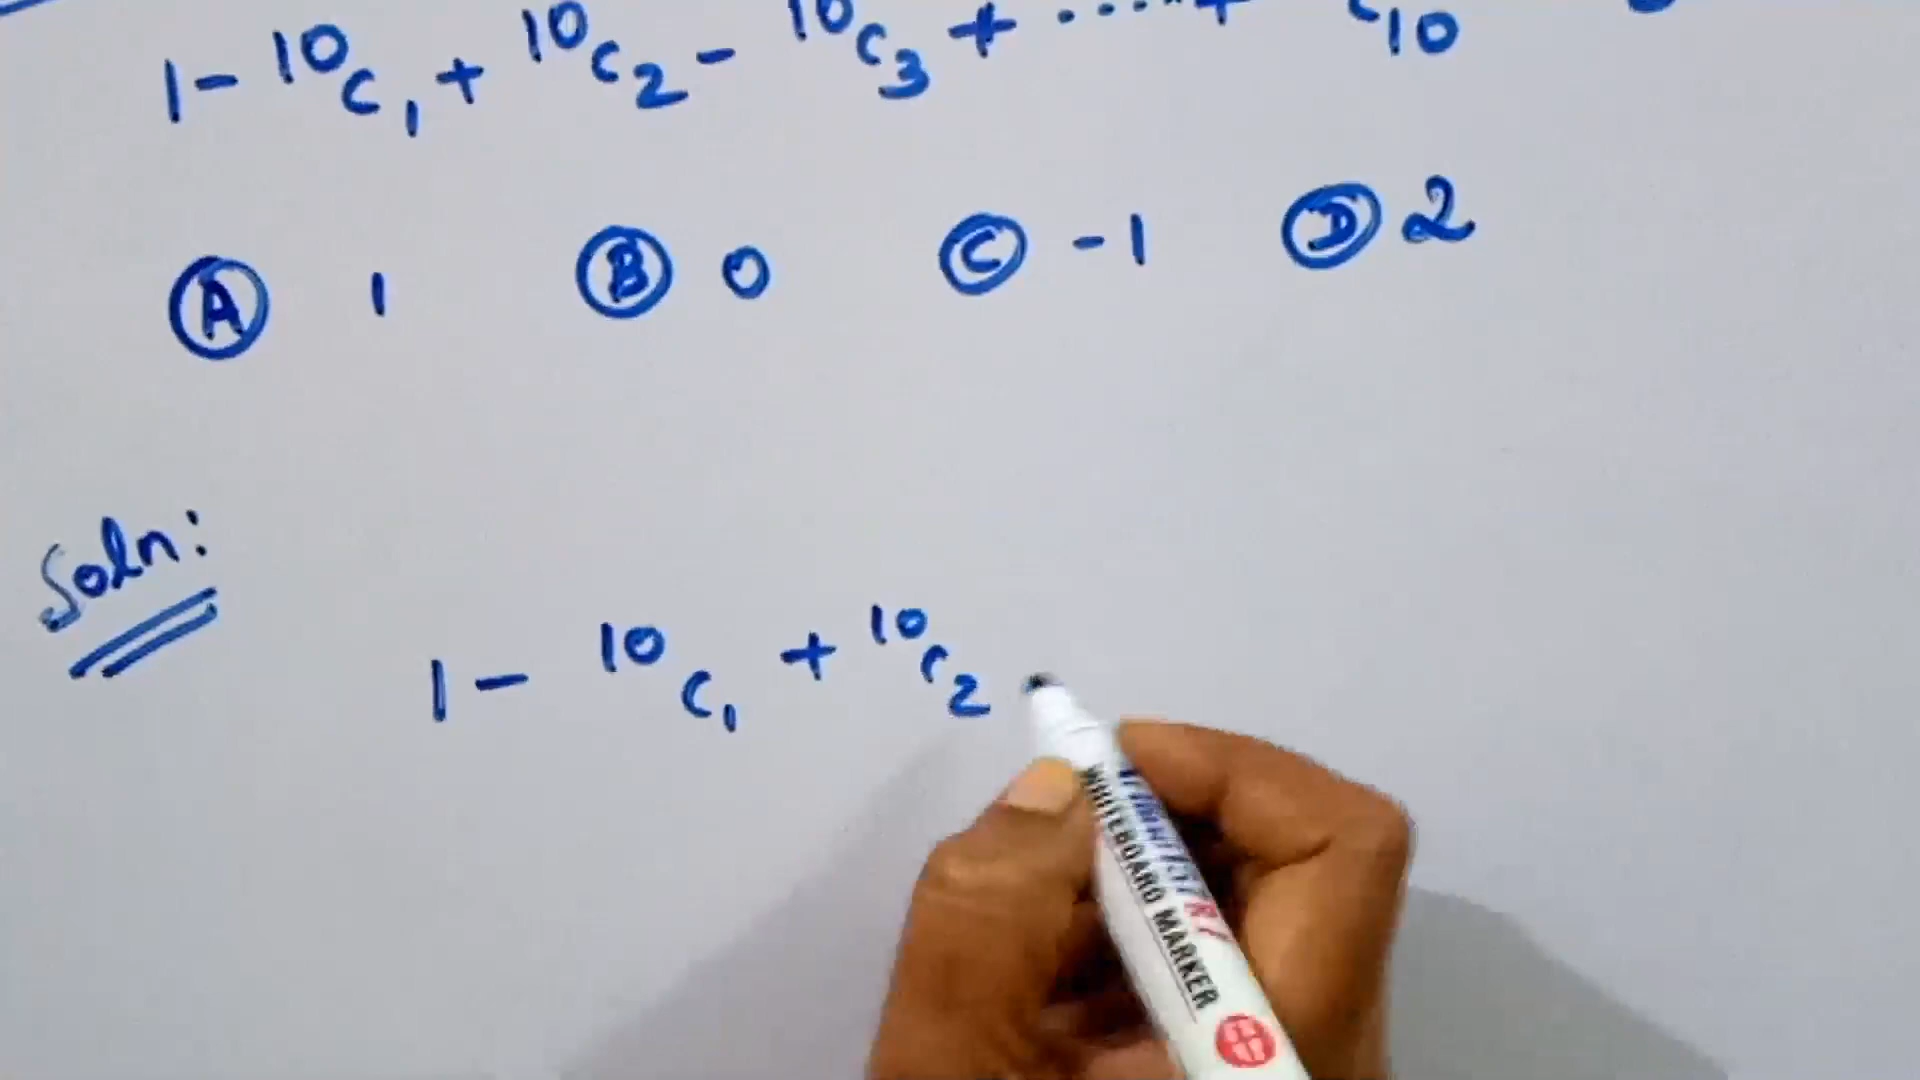 1 - ¹⁰C₁ + ¹⁰C₂ - ¹⁰C₃ + ..... + C₁₀
Ⓐ 1 Ⓑ 0 Ⓒ -1 Ⓓ 2
Soln:
1 - ¹⁰C₁ + ¹⁰C₂
WHITEBOARD MARKER